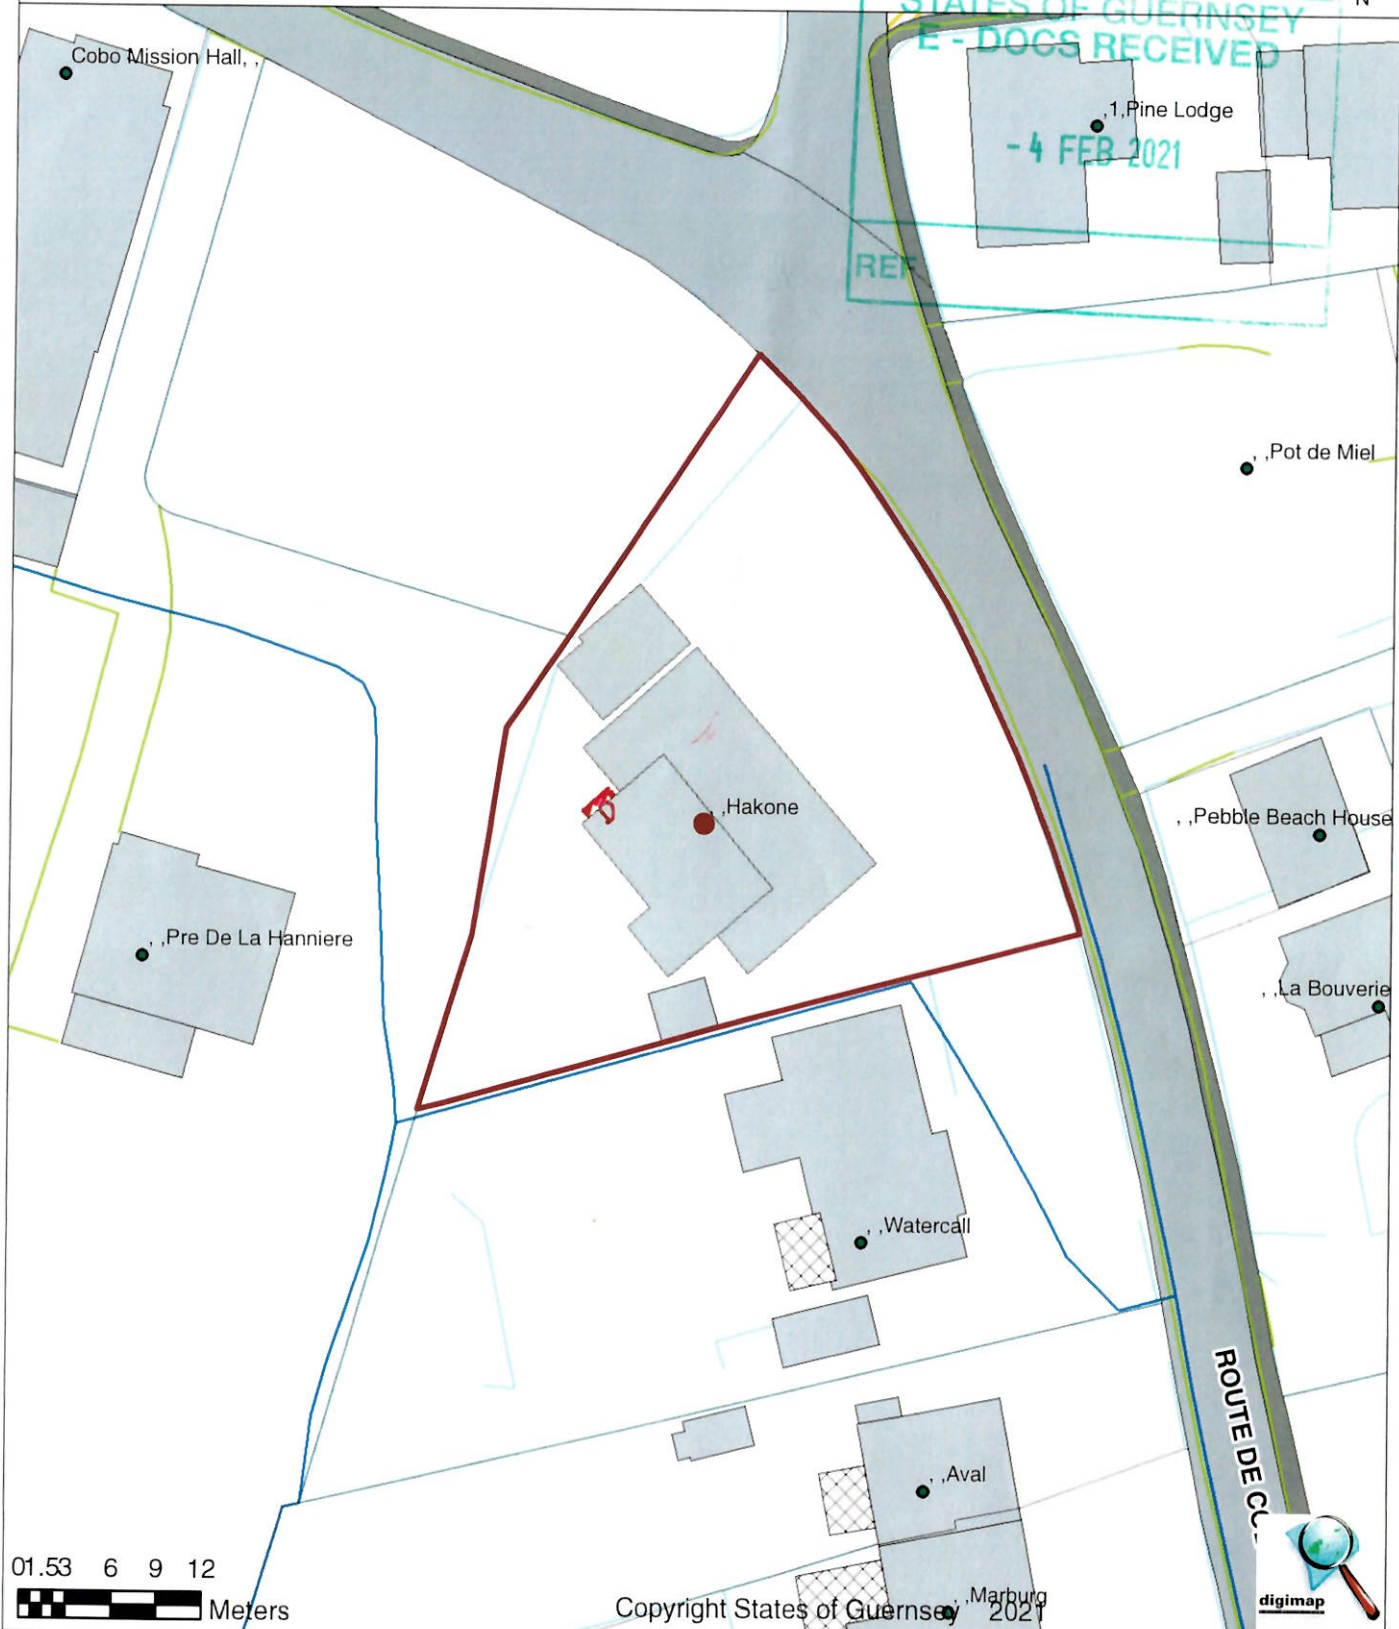 N
STATES OF GUERNSEY
E - DOCS RECEIVED
Cobo Mission Hall, ,
,1,Pine Lodge
- 4 FEB 2021
REF
, ,Pot de Miel
, ,Hakone
, ,Pebble Beach House
, ,Pre De La Hanniere
, ,La Bouverie
, ,Watercall
ROUTE DE CO
, ,Aval
01.53 6 9 12
Meters
, ,Marburg
Copyright States of Guernsey 2021
digimap